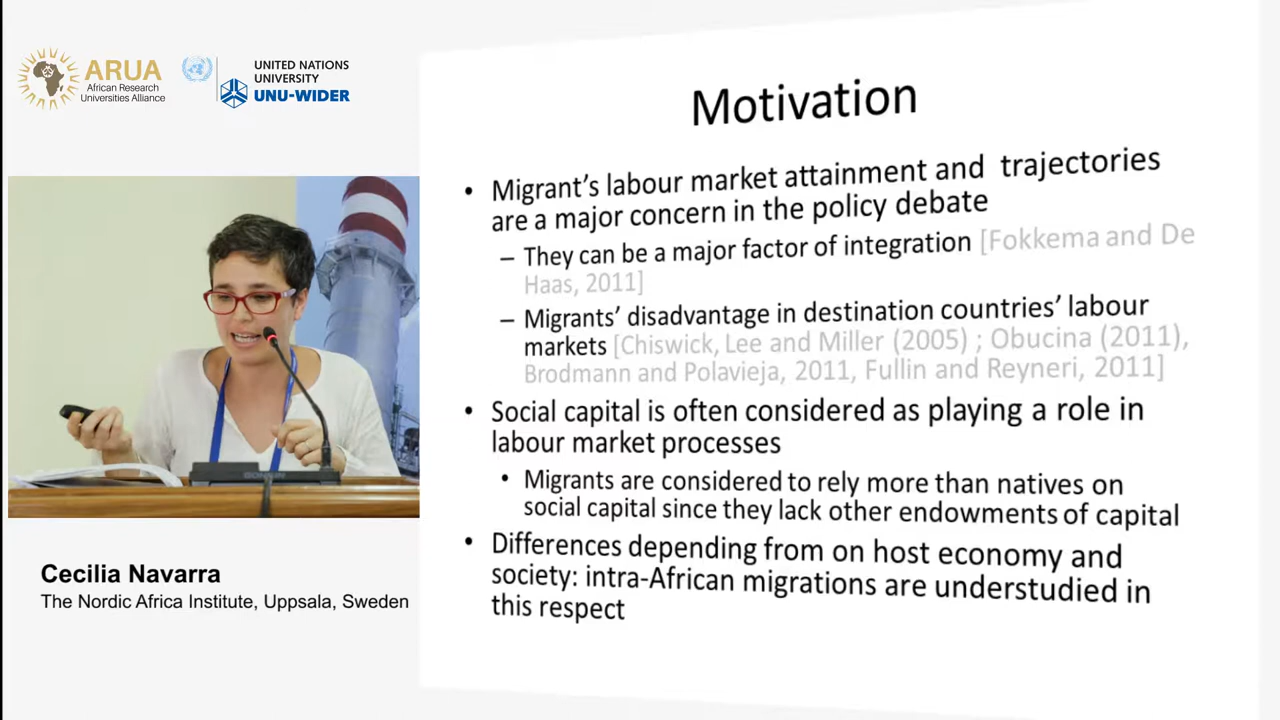 ARUA
African Research
Universities Alliance
UNITED NATIONS
UNIVERSITY
UNU-WIDER
Motivation
• Migrant's labour market attainment and trajectories
are a major concern in the policy debate
– They can be a major factor of integration [Fokkema and De
Haas, 2011]
– Migrants' disadvantage in destination countries' labour
markets [Chiswick, Lee and Miller (2005) ; Obucina (2011),
Brodmann and Polavieja, 2011, Fullin and Reyneri, 2011]
• Social capital is often considered as playing a role in
labour market processes
• Migrants are considered to rely more than natives on
social capital since they lack other endowments of capital
• Differences depending from on host economy and
society: intra-African migrations are understudied in
this respect
Cecilia Navarra
The Nordic Africa Institute, Uppsala, Sweden